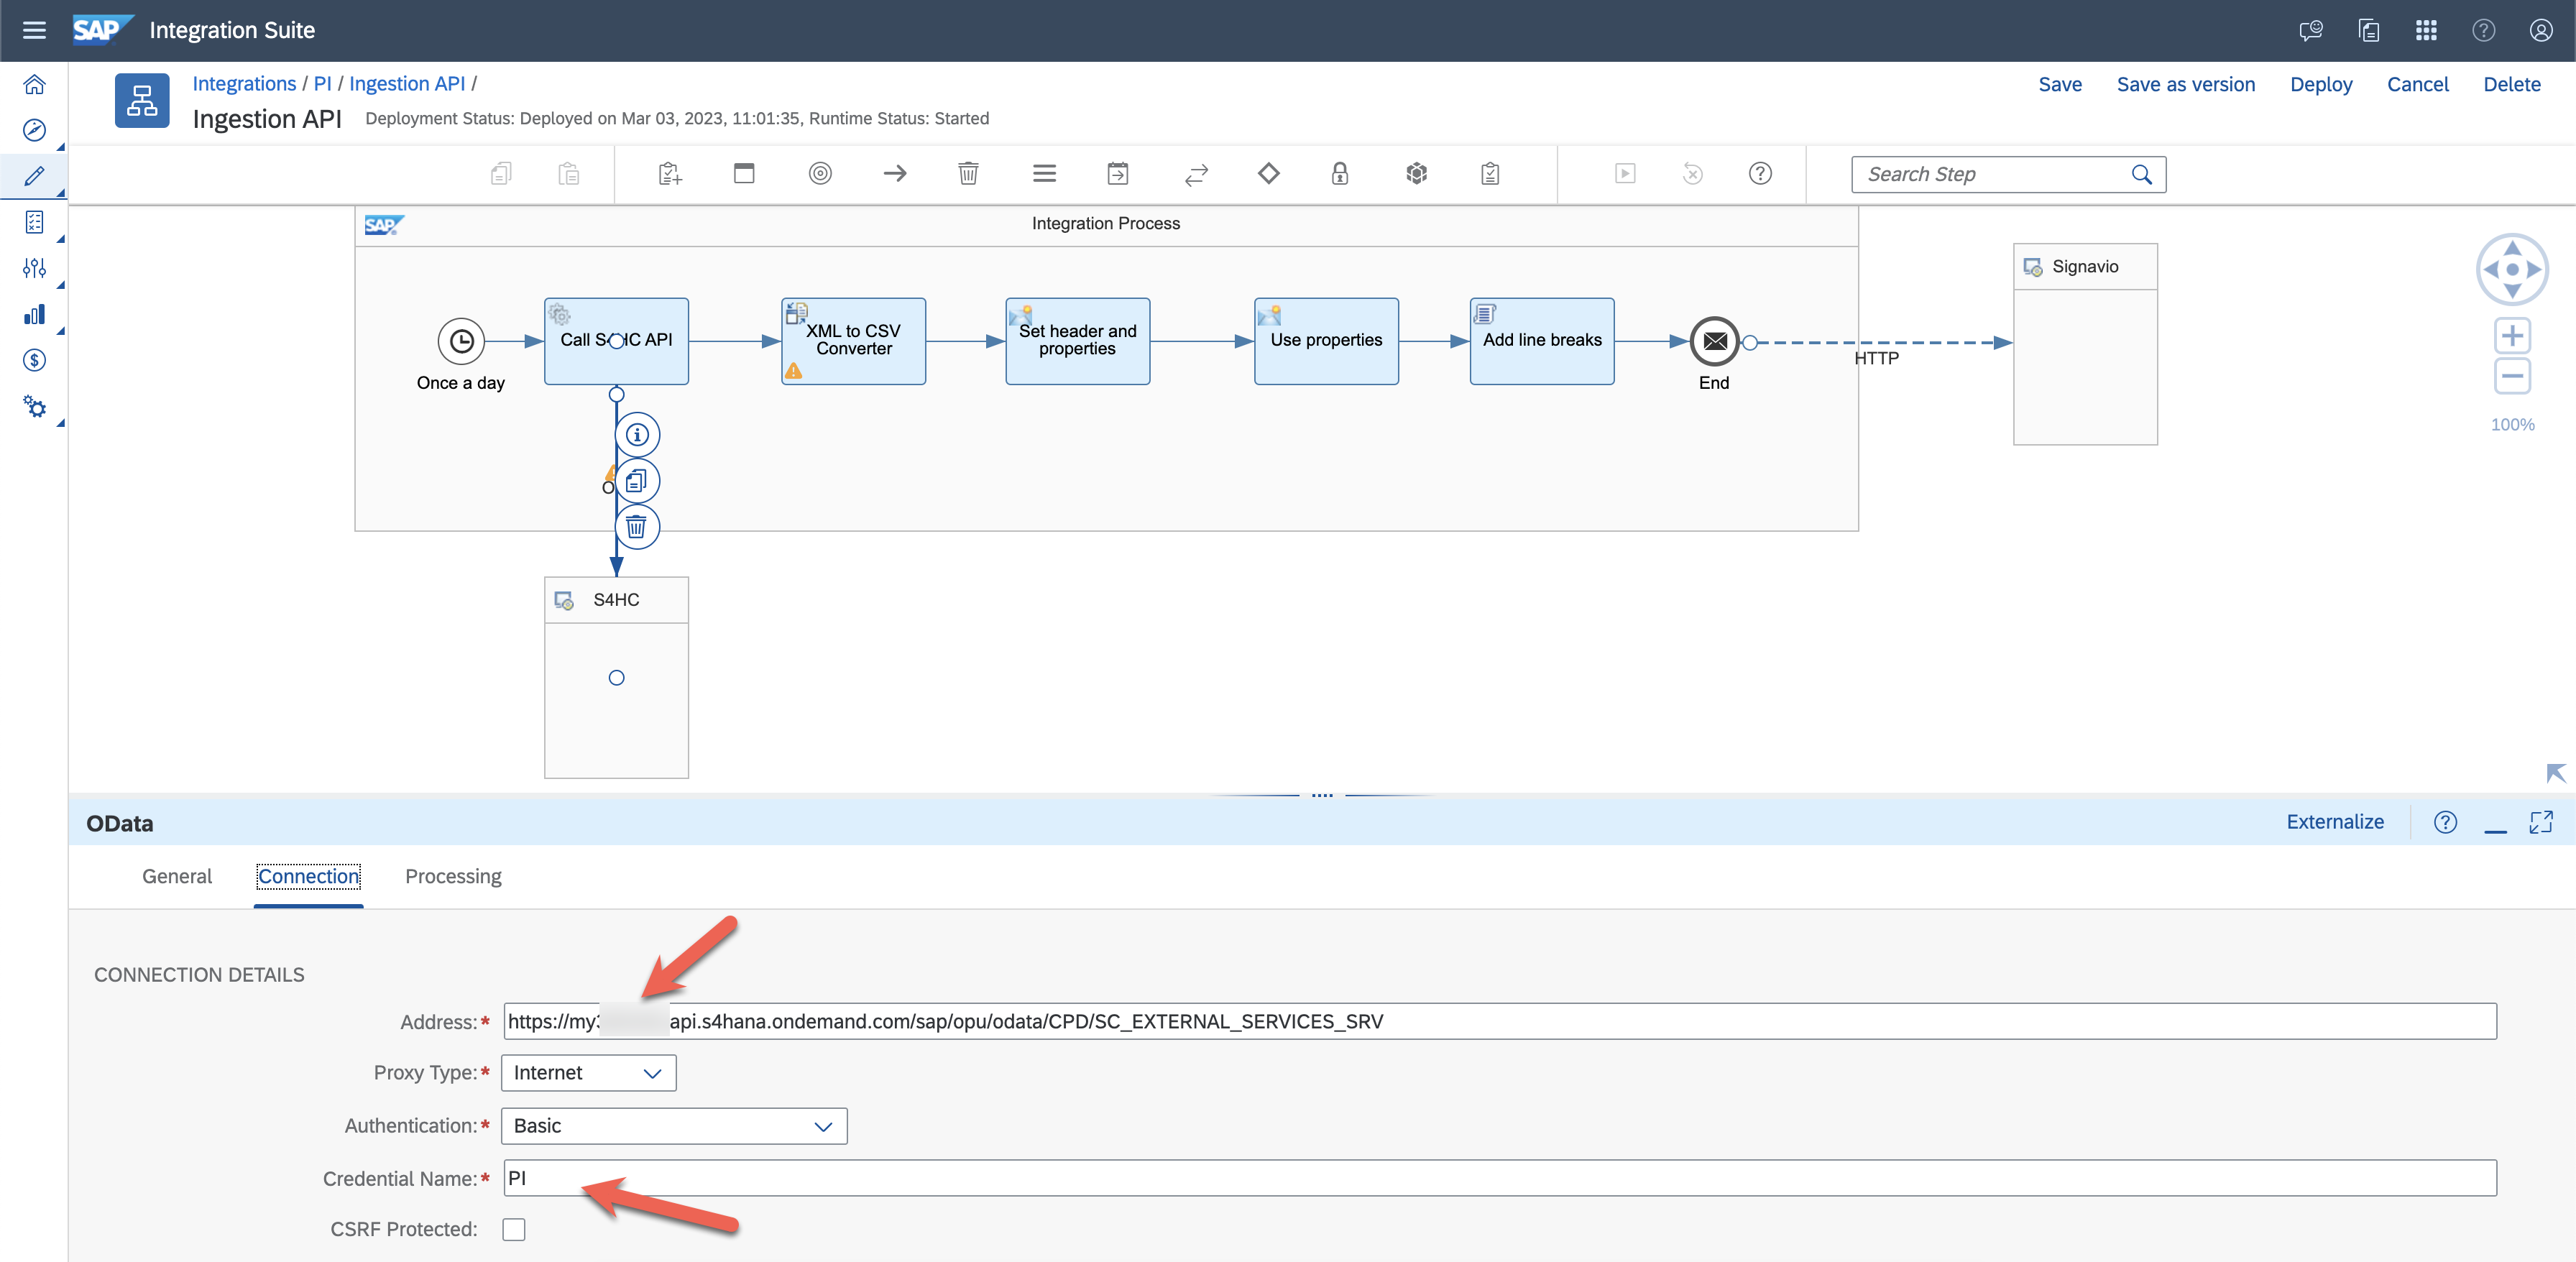 SAP Integration Suite
Integrations / PI / Ingestion API /
Save Save as version Deploy Cancel Delete
Ingestion API Deployment Status: Deployed on Mar 03, 2023, 11:01:35, Runtime Status: Started
Search Step
SAP Integration Process
Signavio
Call S4HC API
XML to CSV
Converter
Set header and
properties
Use properties
Add line breaks
HTTP
Once a day
End
100%
O
S4HC
OData
Externalize
General Connection Processing
CONNECTION DETAILS
Address:* https://my api.s4hana.ondemand.com/sap/opu/odata/CPD/SC_EXTERNAL_SERVICES_SRV
Proxy Type:* Internet
Authentication:* Basic
Credential Name:* PI
CSRF Protected: